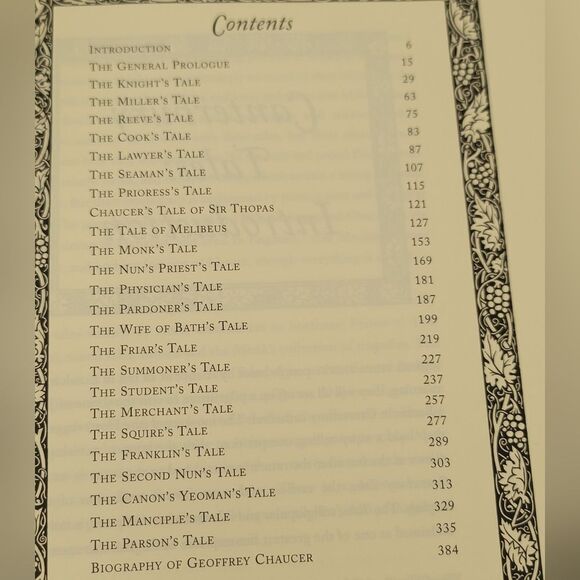 Contents
INTRODUCTION 6
THE GENERAL PROLOGUE 15
THE KNIGHT'S TALE 29
THE MILLER'S TALE 63
THE REEVE'S TALE 75
THE COOK'S TALE 83
THE LAWYER'S TALE 87
THE SEAMAN'S TALE 107
THE PRIORESS'S TALE 115
CHAUCER'S TALE OF SIR THOPAS 121
THE TALE OF MELIBEUS 127
THE MONK'S TALE 153
THE NUN'S PRIEST'S TALE 169
THE PHYSICIAN'S TALE 181
THE PARDONER'S TALE 187
THE WIFE OF BATH'S TALE 199
THE FRIAR'S TALE 219
THE SUMMONER'S TALE 227
THE STUDENT'S TALE 237
THE MERCHANT'S TALE 257
THE SQUIRE'S TALE 277
THE FRANKLIN'S TALE 289
THE SECOND NUN'S TALE 303
THE CANON'S YEOMAN'S TALE 313
THE MANCIPLE'S TALE 329
THE PARSON'S TALE 335
BIOGRAPHY OF GEOFFREY CHAUCER 384